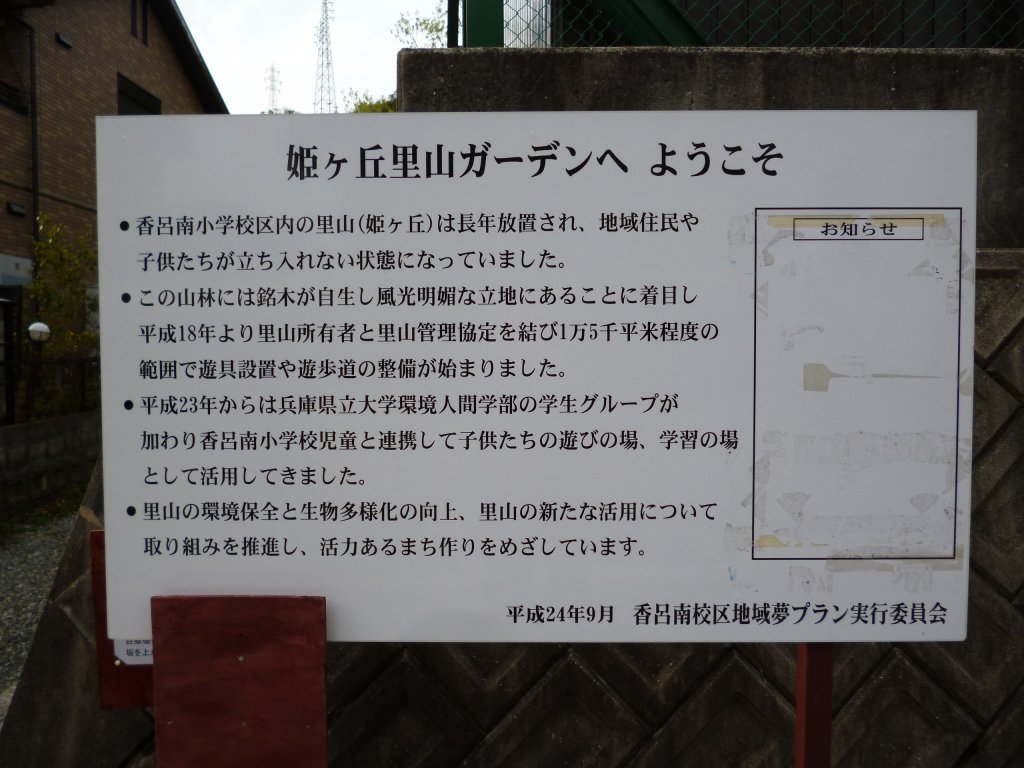 姫ヶ丘里山ガーデンへ ようこそ
●香呂南小学校区内の里山(姫ヶ丘)は長年放置され、地域住民や
子供たちが立ち入れない状態になっていました。
●この山林には銘木が自生し風光明媚な立地にあることに着目し
平成18年より里山所有者と里山管理協定を結び1万5千平米程度の
範囲で遊具設置や遊歩道の整備が始まりました。
●平成23年からは兵庫県立大学環境人間学部の学生グループが
加わり香呂南小学校児童と連携して子供たちの遊びの場、学習の場
として活用してきました。
●里山の環境保全と生物多様化の向上、里山の新たな活用について
取り組みを推進し、活力あるまち作りをめざしています。
お知らせ
平成24年9月 香呂南校区地域夢プラン実行委員会
坂を上